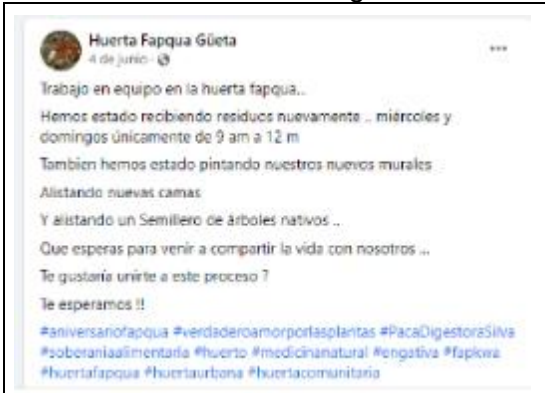 Huerta Fapqua Güeta
4 de junio
Trabajo en equipo en la huerta fapqua..
Hemos estado recibiendo residuos nuevamente .. miércoles y
domingos únicamente de 9 am a 12 m
Tambien hemos estado pintando nuestros nuevos murales
Alistando nuevas camas
Y alistando un Semillero de árboles nativos ..
Que esperas para venir a compartir la vida con nosotros ...
Te gustaría unirte a este proceso ?
Te esperamos !!
#aniversariofapqua #verdaderoamorporlasplantas #PacaDigestoraSilva
#soberaniaalimentaria #huerto #medicinanatural #engativa #fapkwa
#huertafapqua #huertaurbana #huertacomunitaria